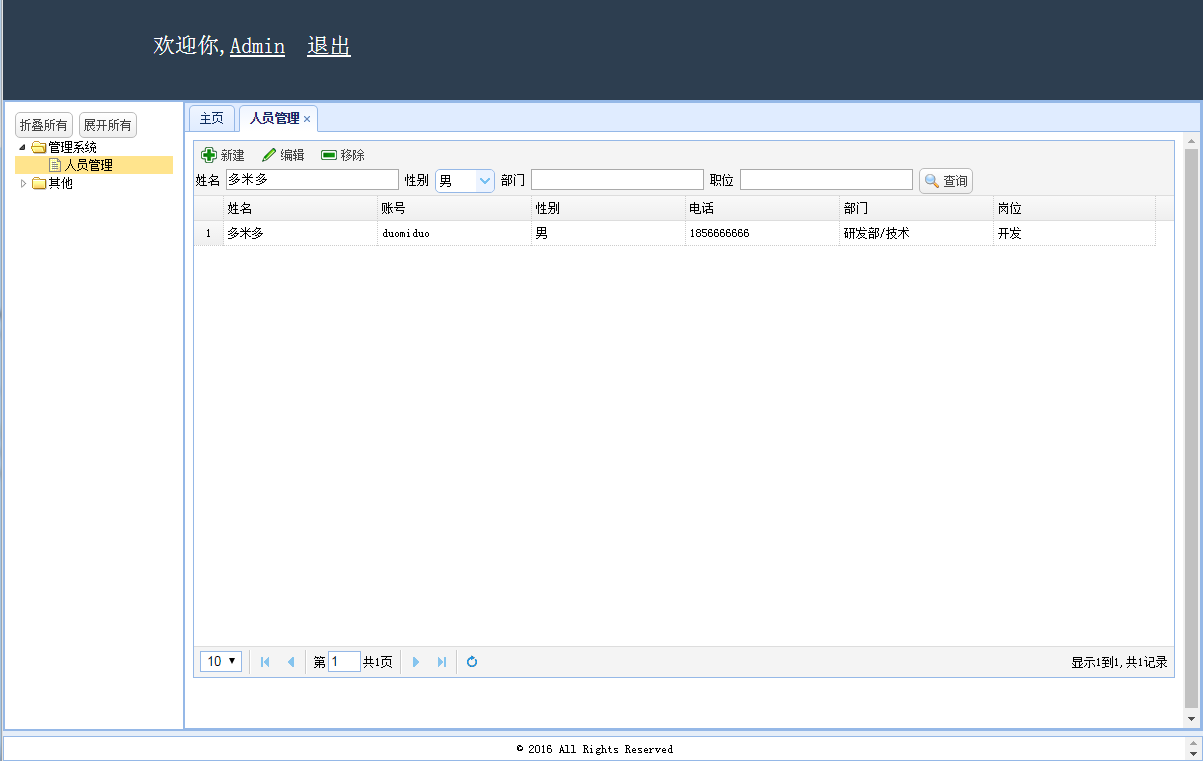 欢迎你,Admin 退出
折叠所有 展开所有
管理系统
人员管理
其他
主页 人员管理 ×
新建 编辑 移除
姓名 多米多 性别 男 部门 职位 查询
姓名 账号 性别 电话 部门 岗位
1 多米多 duomiduo 男 1856666666 研发部/技术 开发
10 第 1 共1页 显示1到1,共1记录
© 2016 All Rights Reserved